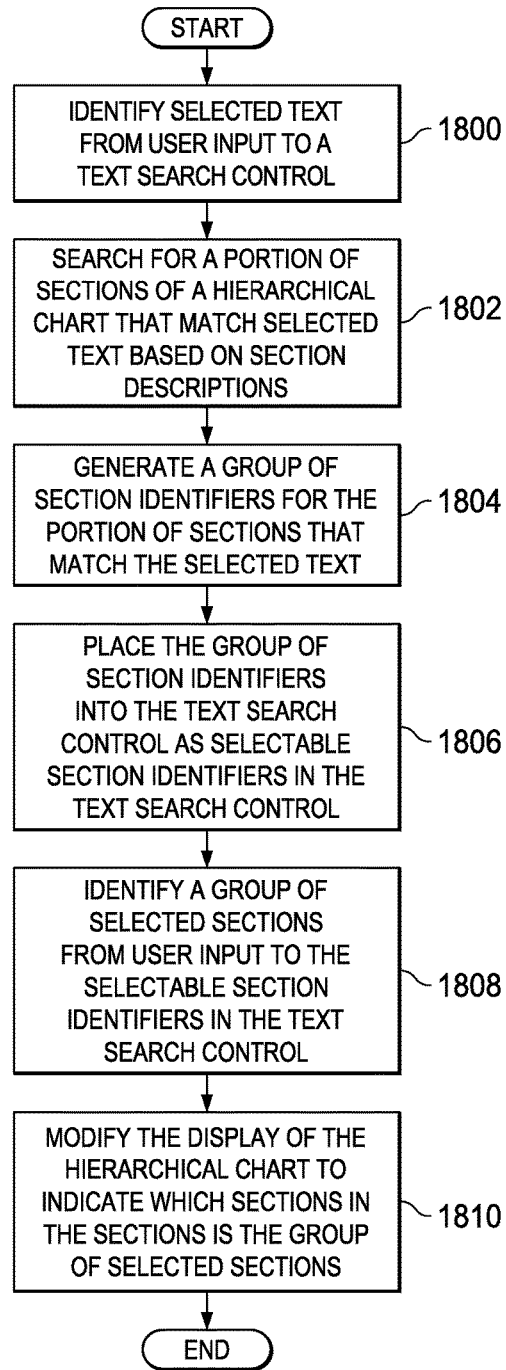 START
IDENTIFY SELECTED TEXT
FROM USER INPUT TO A
TEXT SEARCH CONTROL
1800
SEARCH FOR A PORTION OF
SECTIONS OF A HIERARCHICAL
CHART THAT MATCH SELECTED
TEXT BASED ON SECTION
DESCRIPTIONS
1802
GENERATE A GROUP OF
SECTION IDENTIFIERS FOR THE
PORTION OF SECTIONS THAT
MATCH THE SELECTED TEXT
1804
PLACE THE GROUP OF
SECTION IDENTIFIERS
INTO THE TEXT SEARCH
CONTROL AS SELECTABLE
SECTION IDENTIFIERS IN THE
TEXT SEARCH CONTROL
1806
IDENTIFY A GROUP OF
SELECTED SECTIONS
FROM USER INPUT TO THE
SELECTABLE SECTION
IDENTIFIERS IN THE TEXT
SEARCH CONTROL
1808
MODIFY THE DISPLAY OF THE
HIERARCHICAL CHART TO
INDICATE WHICH SECTIONS IN
THE SECTIONS IS THE GROUP
OF SELECTED SECTIONS
1810
END